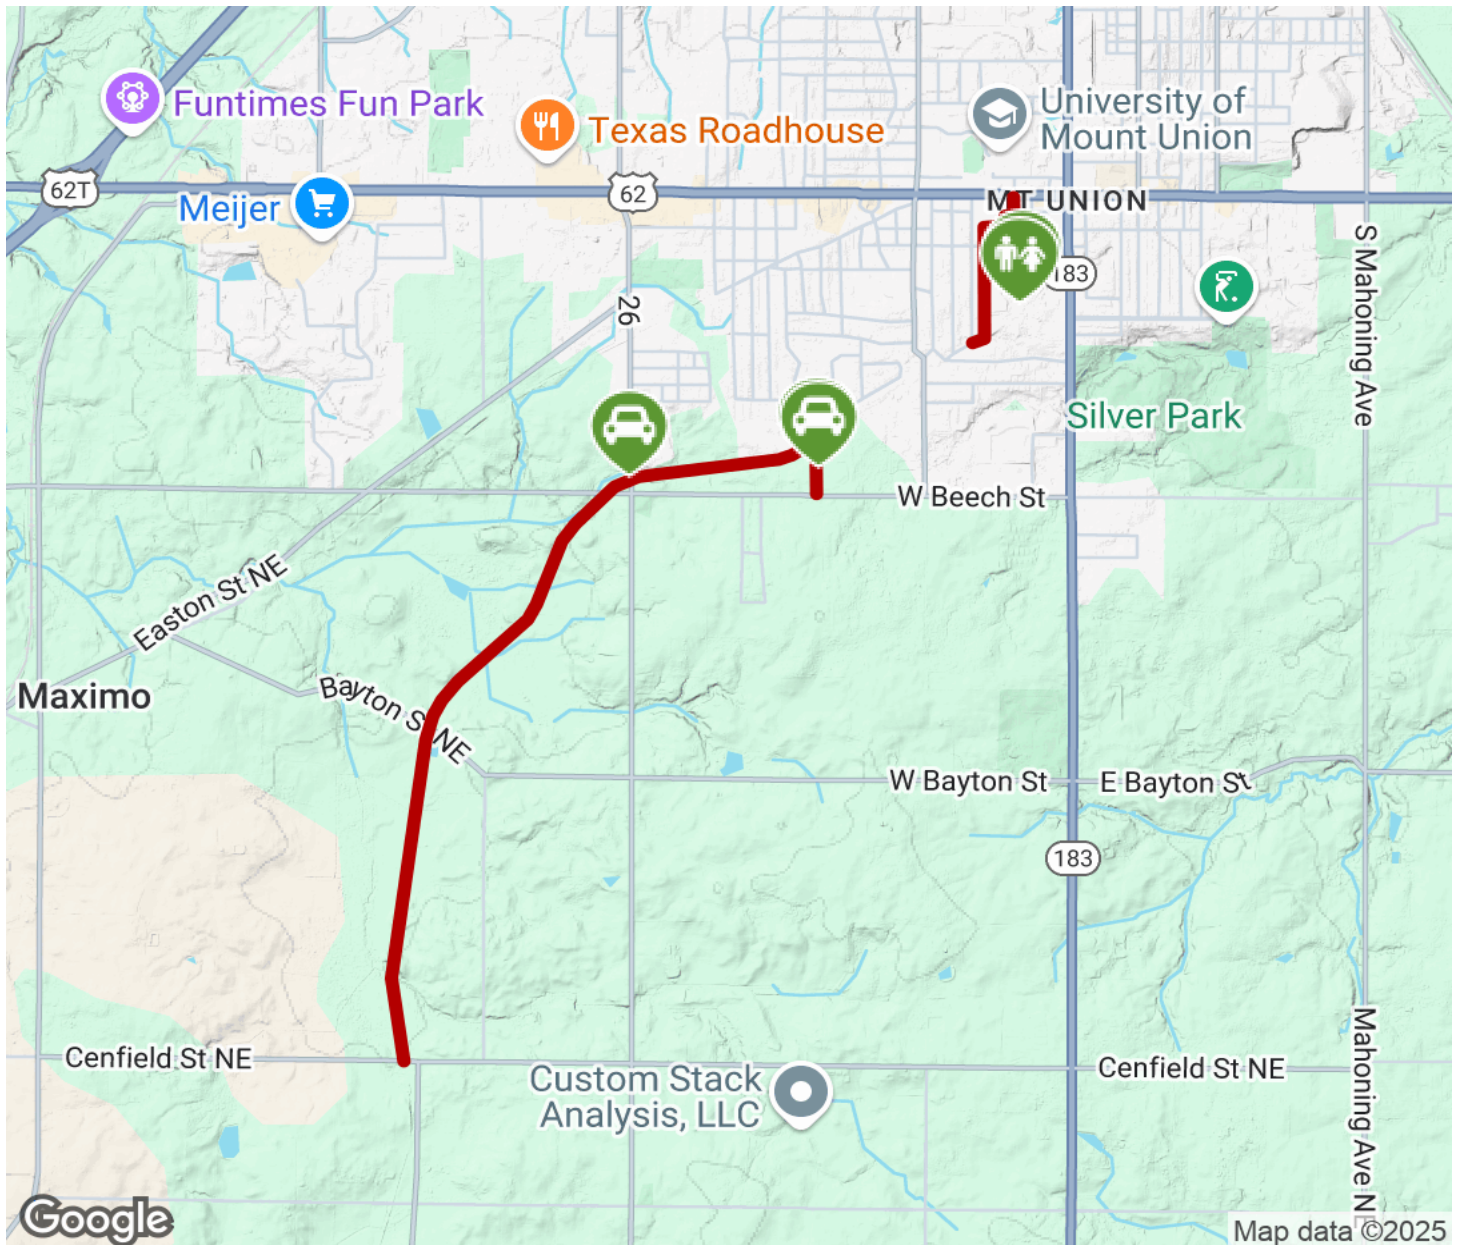 Funtimes Fun Park
Texas Roadhouse
University of
Mount Union
62T
Meijer
62
MT UNION
183
S Mahoning Ave
26
Silver Park
W Beech St
Easton St NE
Maximo
Bayton St NE
W Bayton St
E Bayton St
183
Cenfield St NE
Custom Stack
Analysis, LLC
Cenfield St NE
Mahoning Ave NE
Google
Map data ©2025